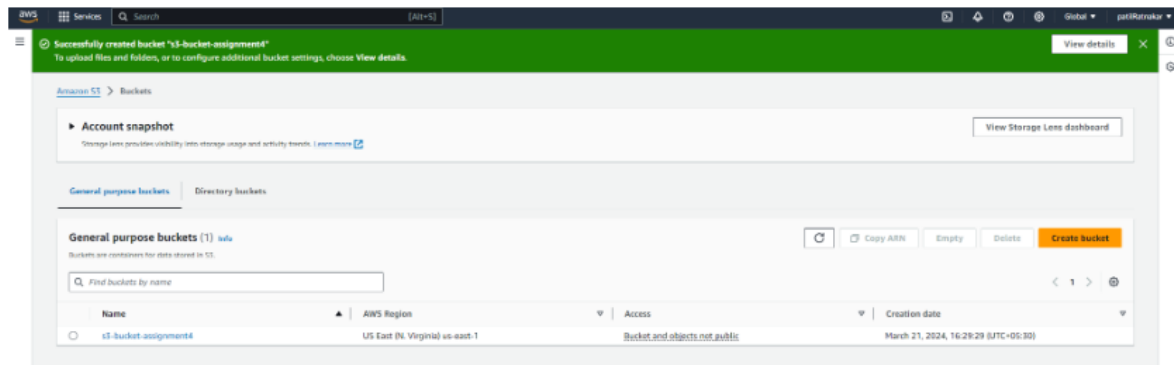 aws Services Search [Alt+S] Global patilRatnakar
Successfully created bucket "s3-bucket-assignment4" View details
To upload files and folders, or to configure additional bucket settings, choose View details.
Amazon S3 > Buckets
Account snapshot View Storage Lens dashboard
Storage lens provides visibility into storage usage and activity trends. Learn more
General purpose buckets Directory buckets
General purpose buckets (1) Info Copy ARN Empty Delete Create bucket
Buckets are containers for data stored in S3.
Find buckets by name 1
Name AWS Region Access Creation date
s3-bucket-assignment4 US East (N. Virginia) us-east-1 Bucket and objects not public March 21, 2024, 16:29:29 (UTC+05:30)